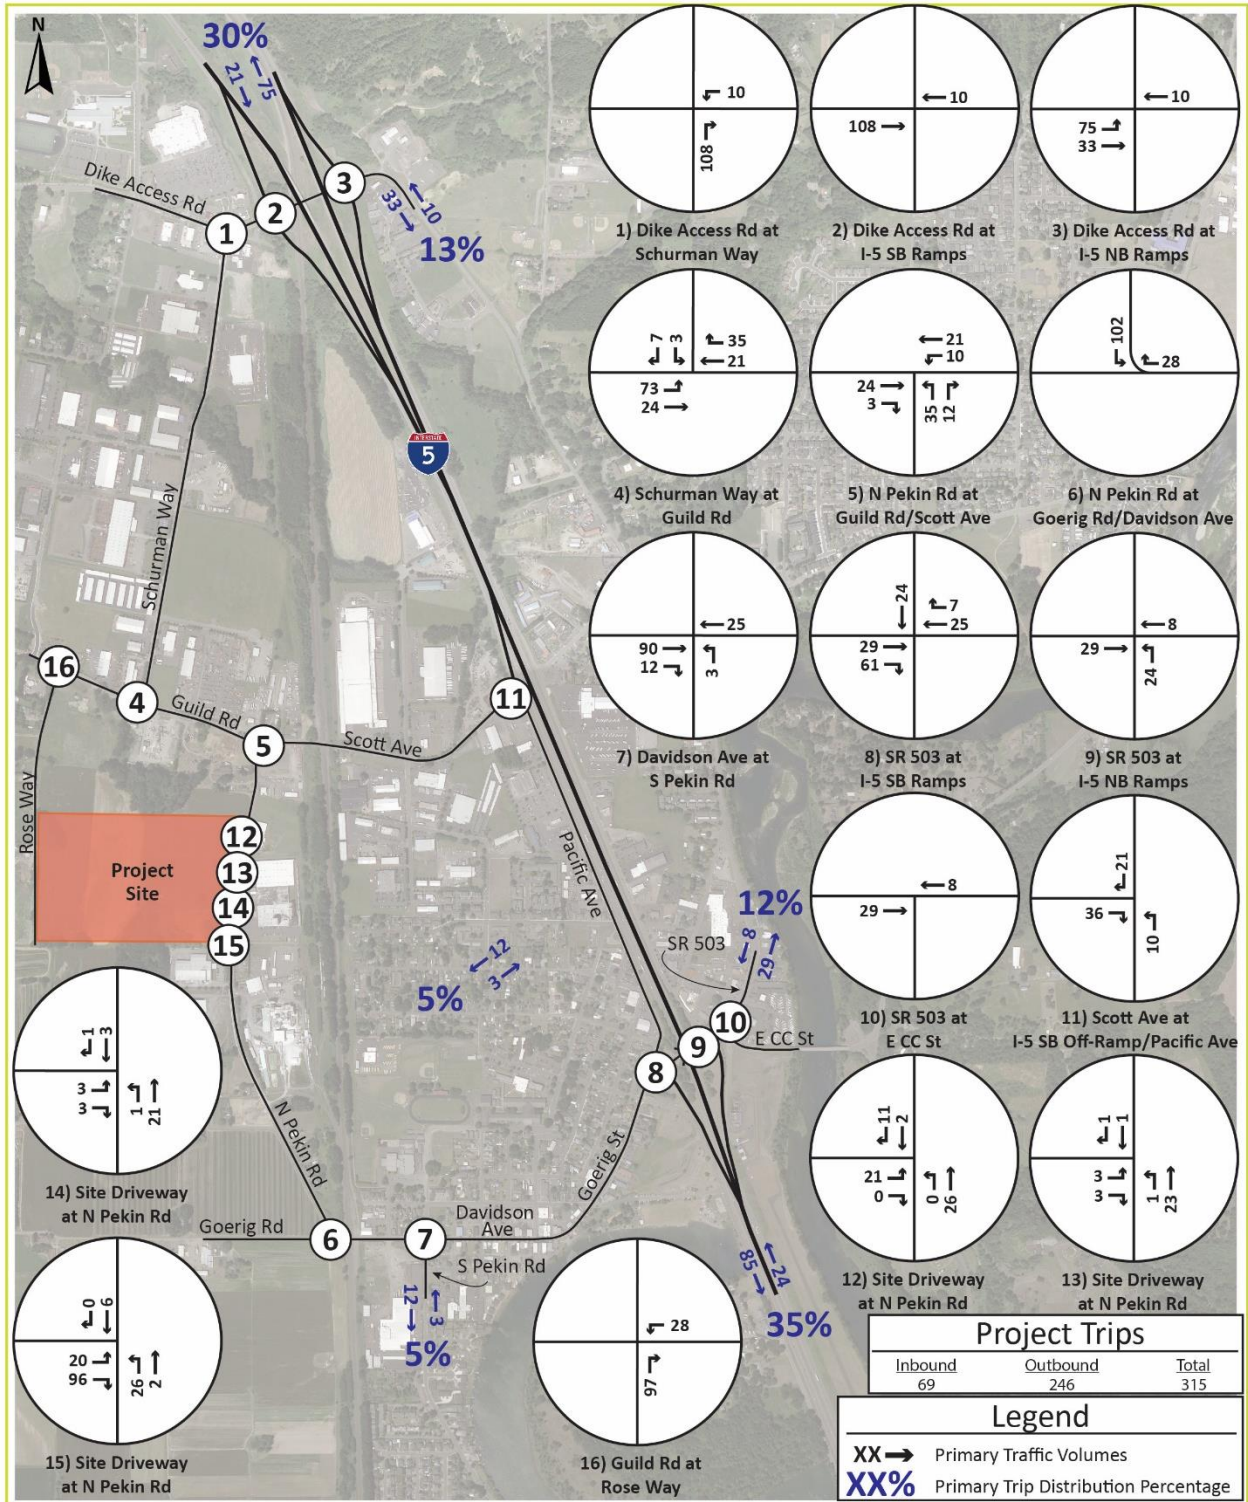 N
30%
21
75
Dike Access Rd
1
2
3
33
10
13%
INTERSTATE
5
Schurman Way
16
4
Guild Rd
5
Scott Ave
11
Rose Way
Project
Site
12
13
14
15
Pacific Ave
12%
8
29
SR 503
12
3
5%
10
E CC St
9
8
N Pekin Rd
Goerig St
Goerig Rd
6
7
Davidson
Ave
S Pekin Rd
12
3
5%
85
24
35%
10
108
1) Dike Access Rd at
Schurman Way
10
108
2) Dike Access Rd at
I-5 SB Ramps
10
75
33
3) Dike Access Rd at
I-5 NB Ramps
7 3 35
21
73
24
4) Schurman Way at
Guild Rd
21
10
24
3
35 12
5) N Pekin Rd at
Guild Rd/Scott Ave
102
28
6) N Pekin Rd at
Goerig Rd/Davidson Ave
25
90
12
3
7) Davidson Ave at
S Pekin Rd
24 7
25
29
61
8) SR 503 at
I-5 SB Ramps
8
29
24
9) SR 503 at
I-5 NB Ramps
8
29
10) SR 503 at
E CC St
21
36
10
11) Scott Ave at
I-5 SB Off-Ramp/Pacific Ave
11 2
21
0
0 26
12) Site Driveway
at N Pekin Rd
1 1
3
3
1 23
13) Site Driveway
at N Pekin Rd
1 3
3
3
1 21
14) Site Driveway
at N Pekin Rd
0 6
20
96
26 2
15) Site Driveway
at N Pekin Rd
28
97
16) Guild Rd at
Rose Way
Project Trips
Inbound Outbound Total
69 246 315
Legend
XX Primary Traffic Volumes
XX% Primary Trip Distribution Percentage